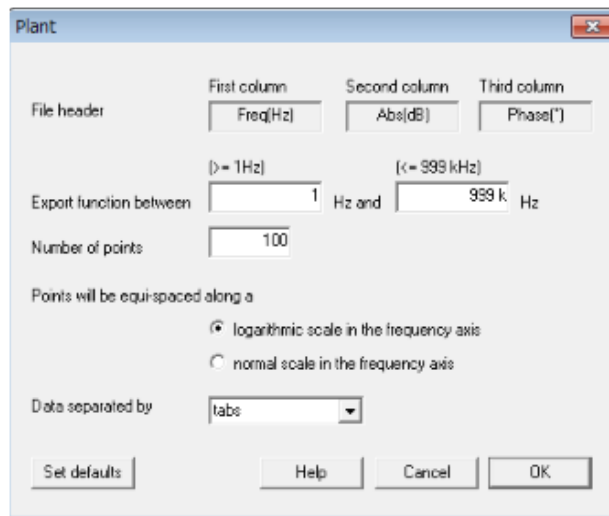 Plant
First column Second column Third column
File header Freq(Hz) Abs(dB) Phase(°)
(>= 1Hz) (<= 999 kHz)
Export function between 1 Hz and 999 k Hz
Number of points 100
Points will be equi-spaced along a
logarithmic scale in the frequency axis
normal scale in the frequency axis
Data separated by tabs
Set defaults Help Cancel OK